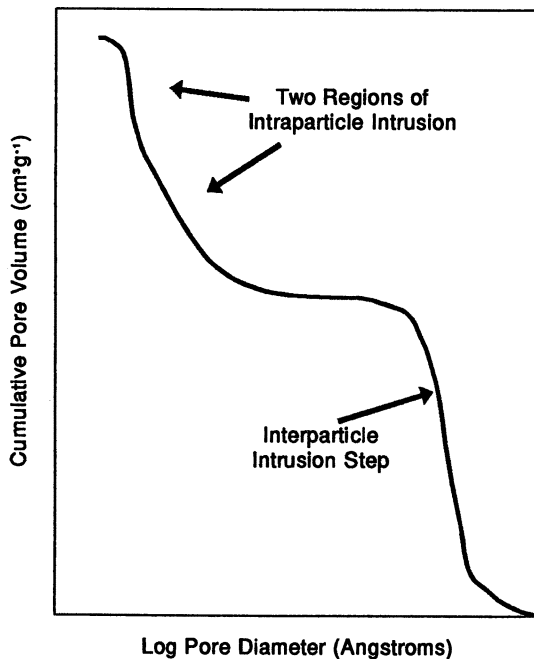 Two Regions of
Intraparticle Intrusion
Cumulative Pore Volume (cm³g⁻¹)
Interparticle
Intrusion Step
Log Pore Diameter (Angstroms)